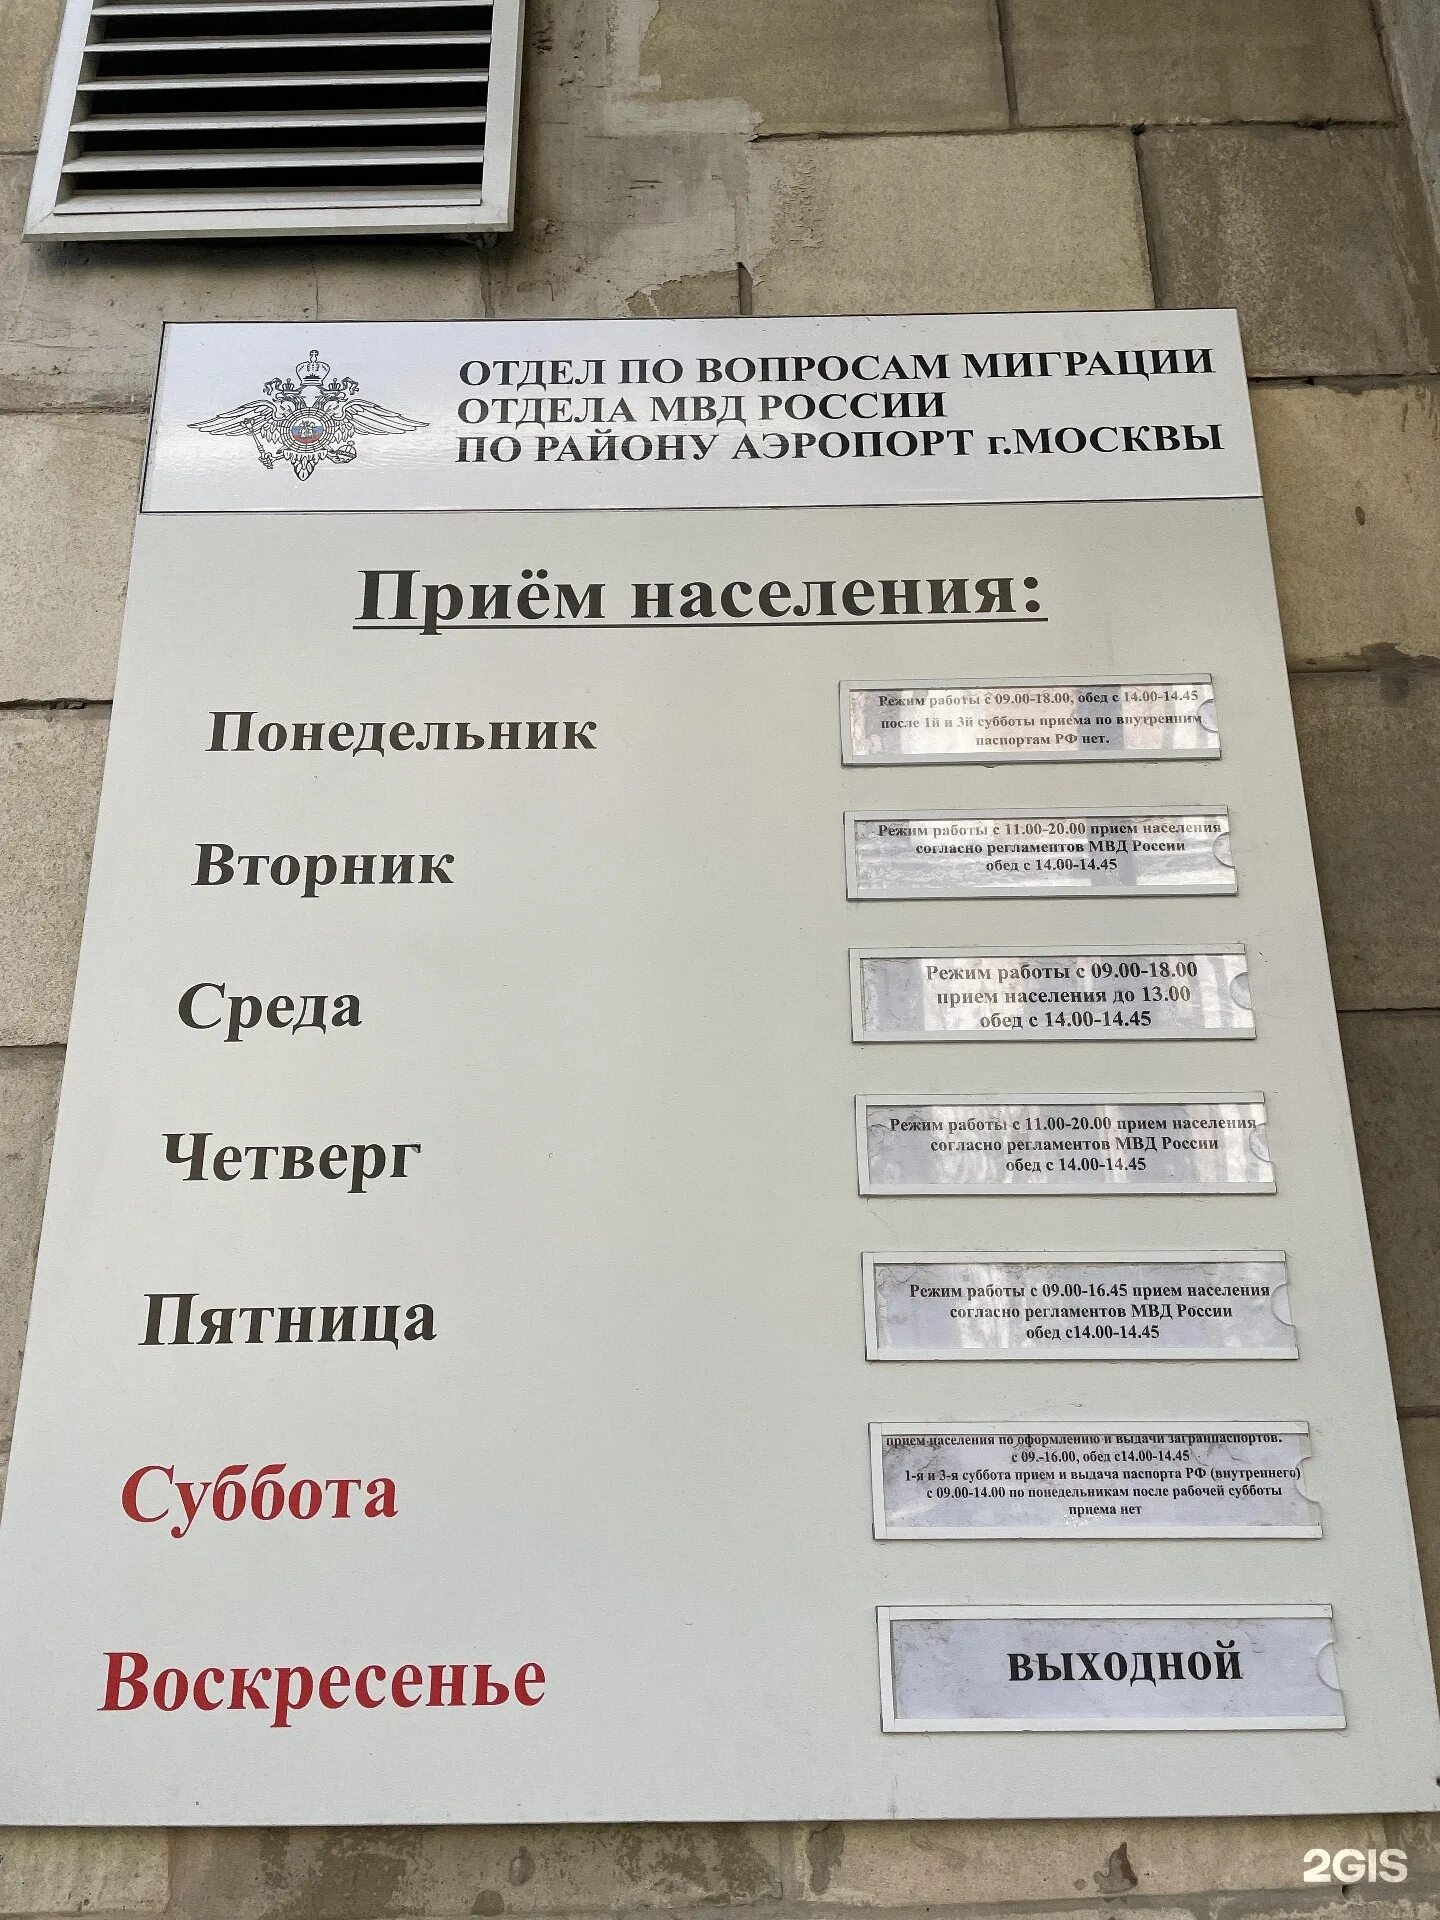 ОТДЕЛ ПО ВОПРОСАМ МИГРАЦИИ
ОТДЕЛА МВД РОССИИ
ПО РАЙОНУ АЭРОПОРТ г.МОСКВЫ
Приём населения:
Понедельник
Режим работы с 09.00-18.00, обед с 14.00-14.45
после 1й и 3й субботы приема по внутренним
паспортам РФ нет.
Вторник
Режим работы с 11.00-20.00 прием населения
согласно регламентов МВД России
обед с 14.00-14.45
Среда
Режим работы с 09.00-18.00
прием населения до 13.00
обед с 14.00-14.45
Четверг
Режим работы с 11.00-20.00 прием населения
согласно регламентов МВД России
обед с 14.00-14.45
Пятница
Режим работы с 09.00-16.45 прием населения
согласно регламентов МВД России
обед с14.00-14.45
Суббота
прием населения по оформлению и выдачи загранпаспортов.
с 09.-16.00, обед с14.00-14.45
1-я и 3-я суббота прием и выдача паспорта РФ (внутреннего)
с 09.00-14.00 по понедельникам после рабочей субботы
приема нет
Воскресенье
ВЫХОДНОЙ
2GIS